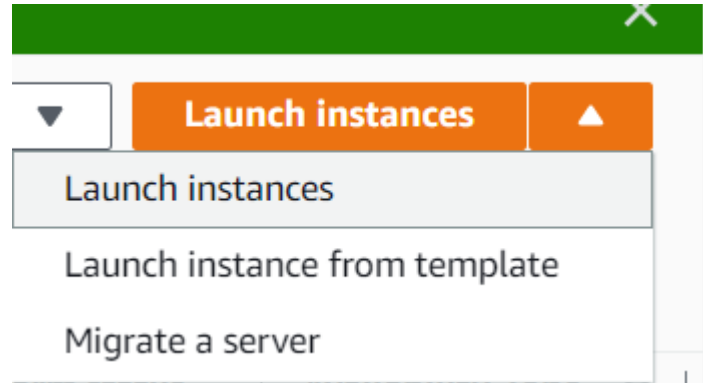 Launch instances
Launch instances
Launch instance from template
Migrate a server